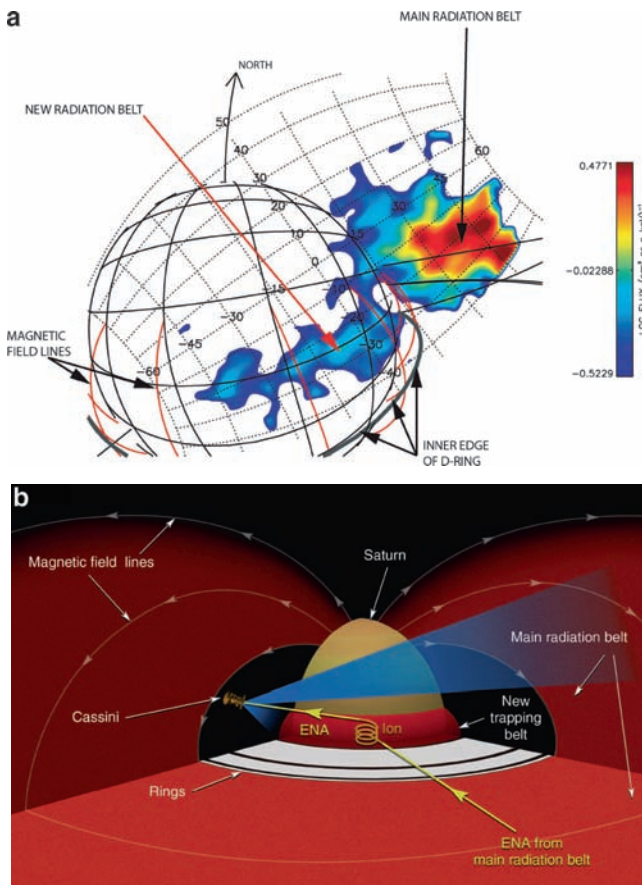 a
MAIN RADIATION BELT
NORTH
NEW RADIATION BELT
50
60
45
30
20
30
10
15
0
0
-15
-10
-20
-30
-30
-45
-40
-60
MAGNETIC
FIELD LINES
INNER EDGE
OF D-RING
0.4771
-0.02288
-0.5229
b
Magnetic field lines
Saturn
Main radiation belt
Cassini
ENA
Ion
New
trapping
belt
Rings
ENA from
main radiation belt